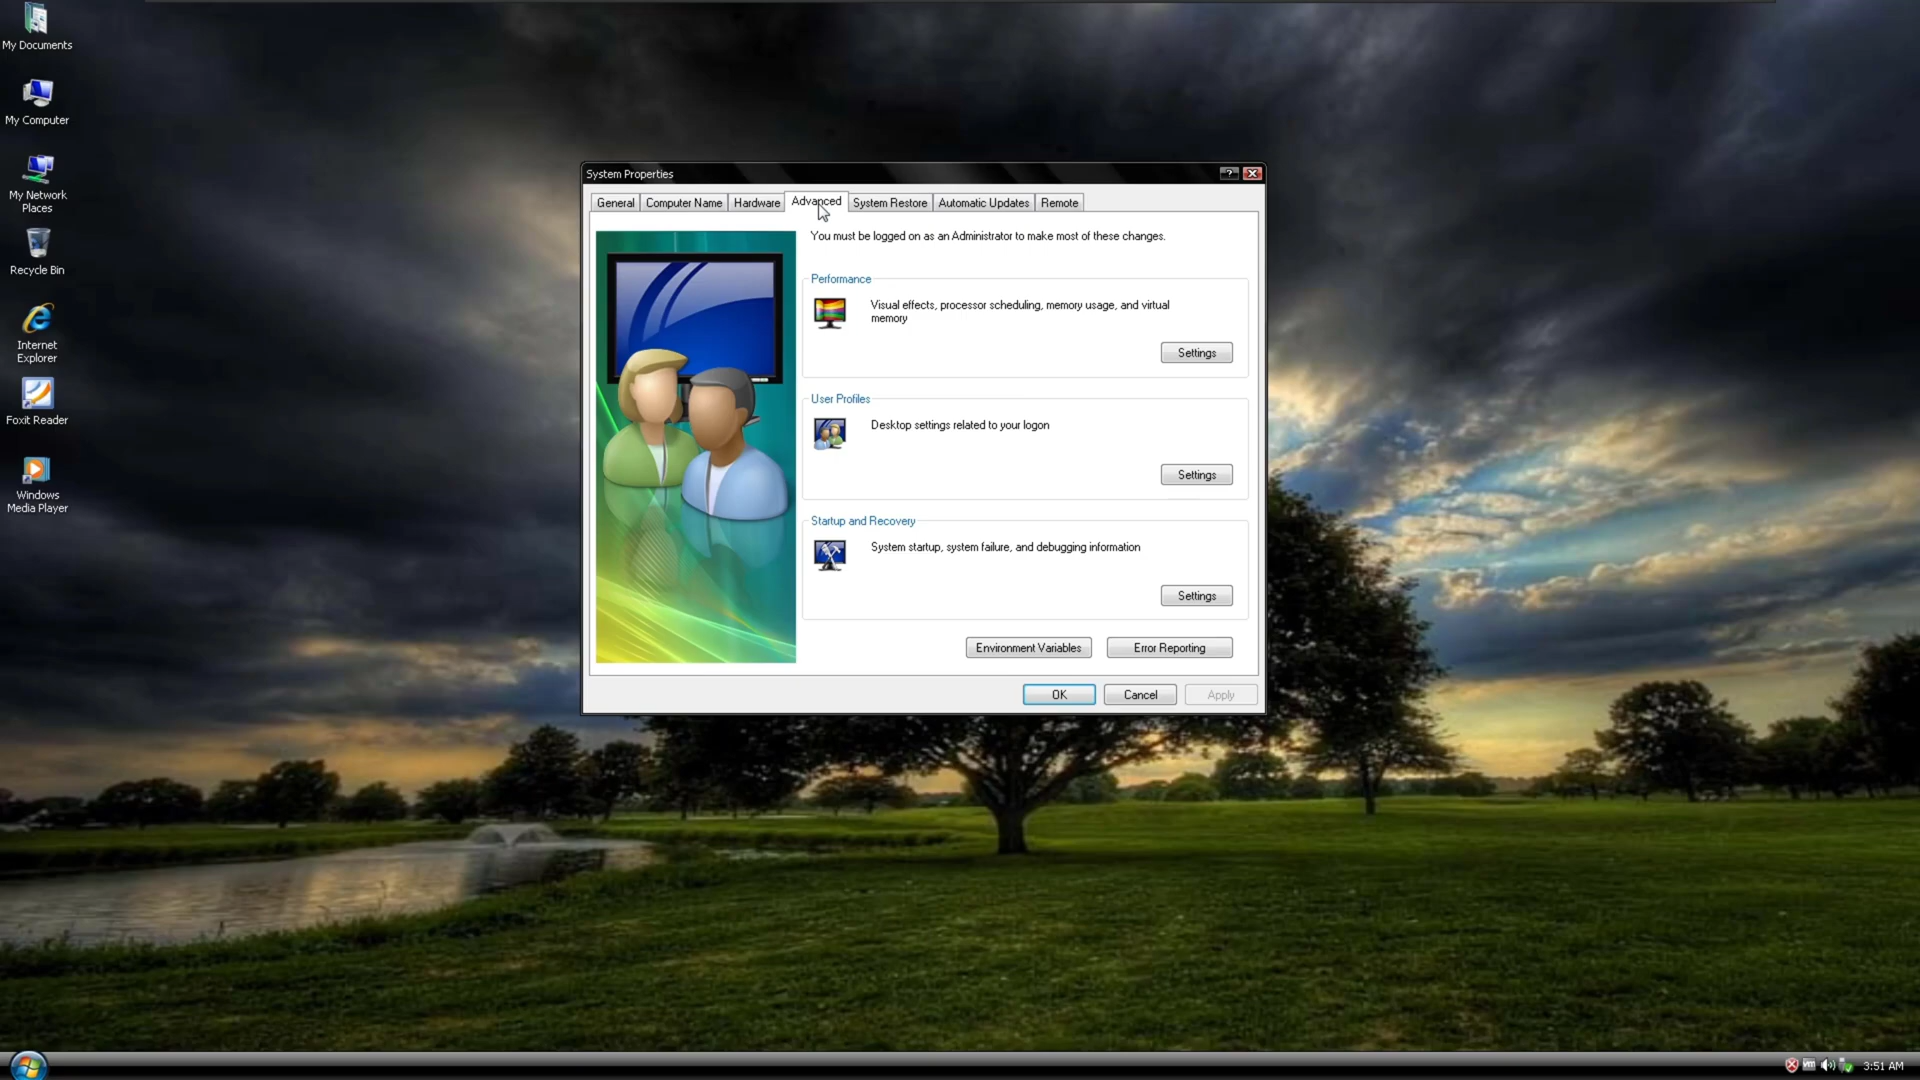 My Documents
My Computer
My Network
Places
Recycle Bin
Internet
Explorer
Foxit Reader
Windows
Media Player
System Properties
General
Computer Name
Hardware
Advanced
System Restore
Automatic Updates
Remote
You must be logged on as an Administrator to make most of these changes.
Performance
Visual effects, processor scheduling, memory usage, and virtual
memory
Settings
User Profiles
Desktop settings related to your logon
Settings
Startup and Recovery
System startup, system failure, and debugging information
Settings
Environment Variables
Error Reporting
OK
Cancel
Apply
3:51 AM